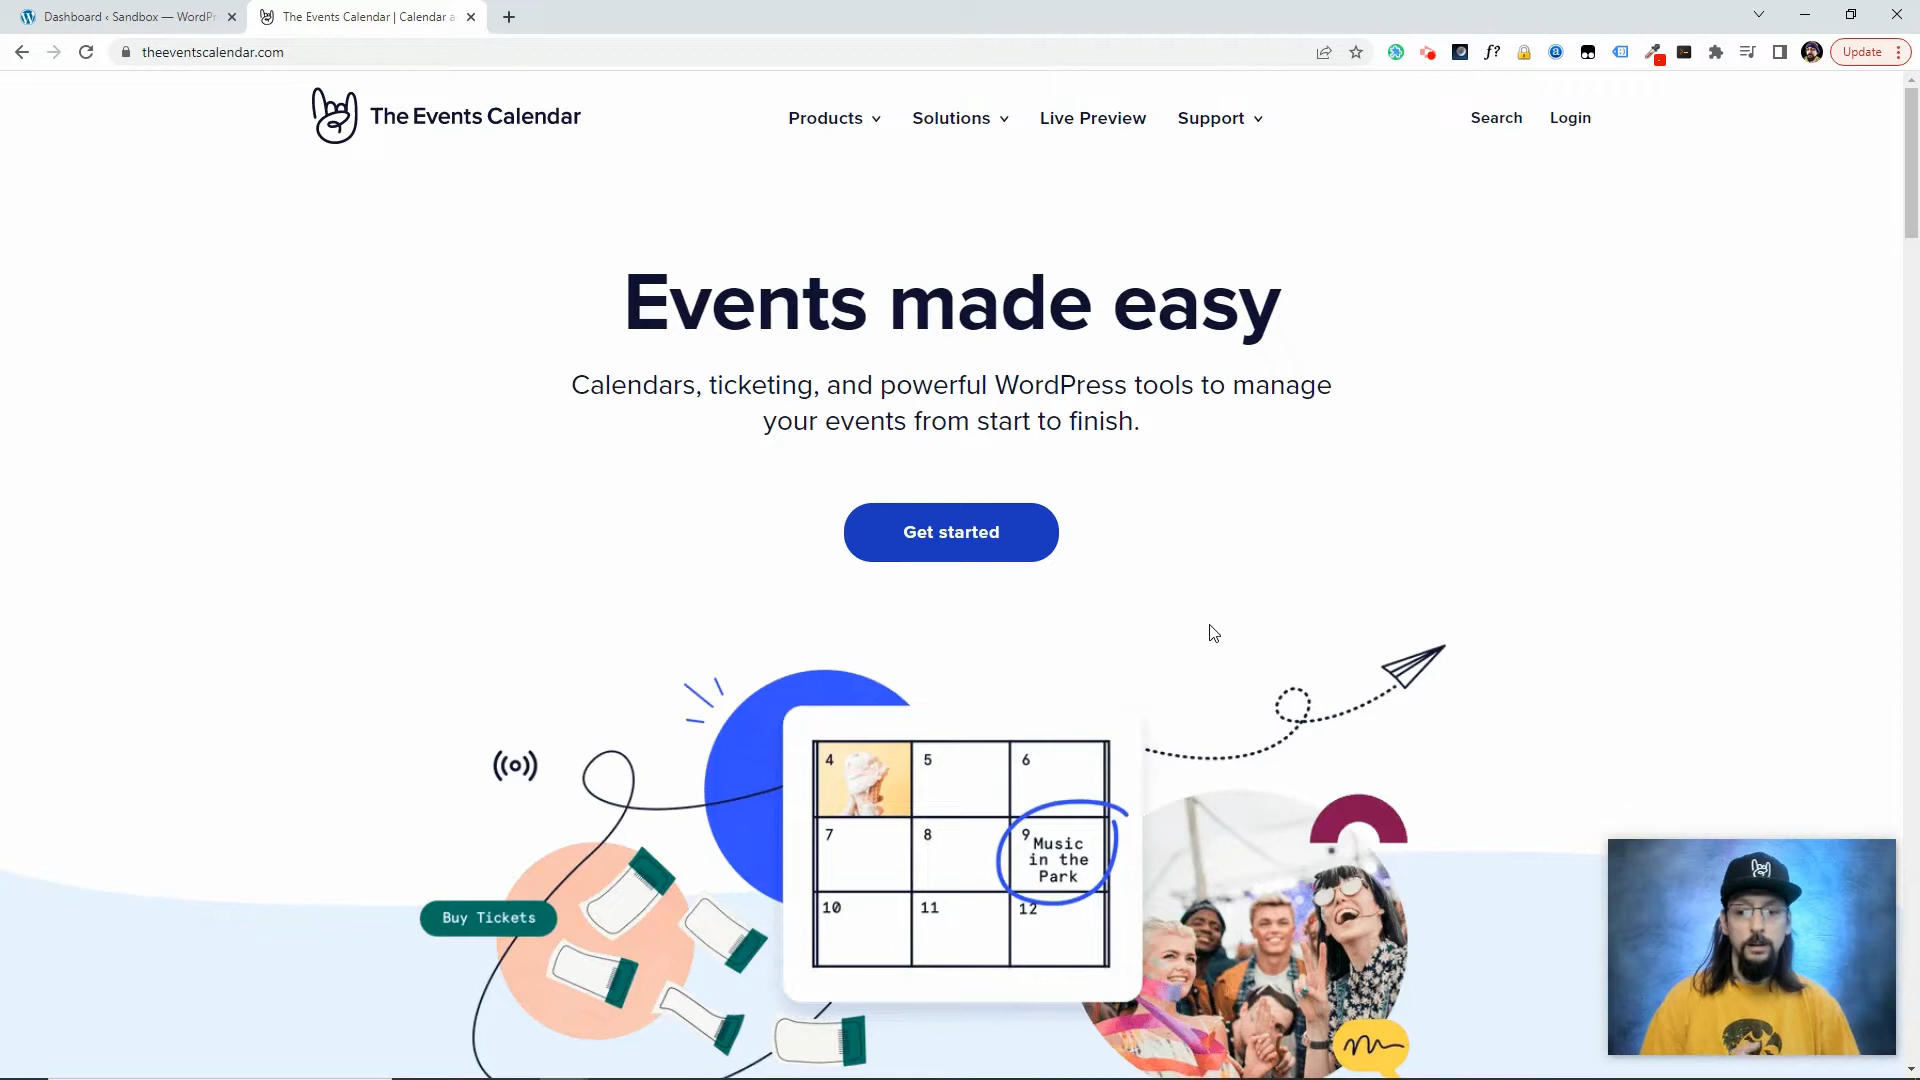 Dashboard ‹ Sandbox — WordPr
The Events Calendar | Calendar a
theeventscalendar.com
f?
Update
The Events Calendar
Products
Solutions
Live Preview
Support
Search
Login
Events made easy
Calendars, ticketing, and powerful WordPress tools to manage
your events from start to finish.
Get started
4
5
6
7
8
9
Music
in the
Park
10
11
12
Buy Tickets